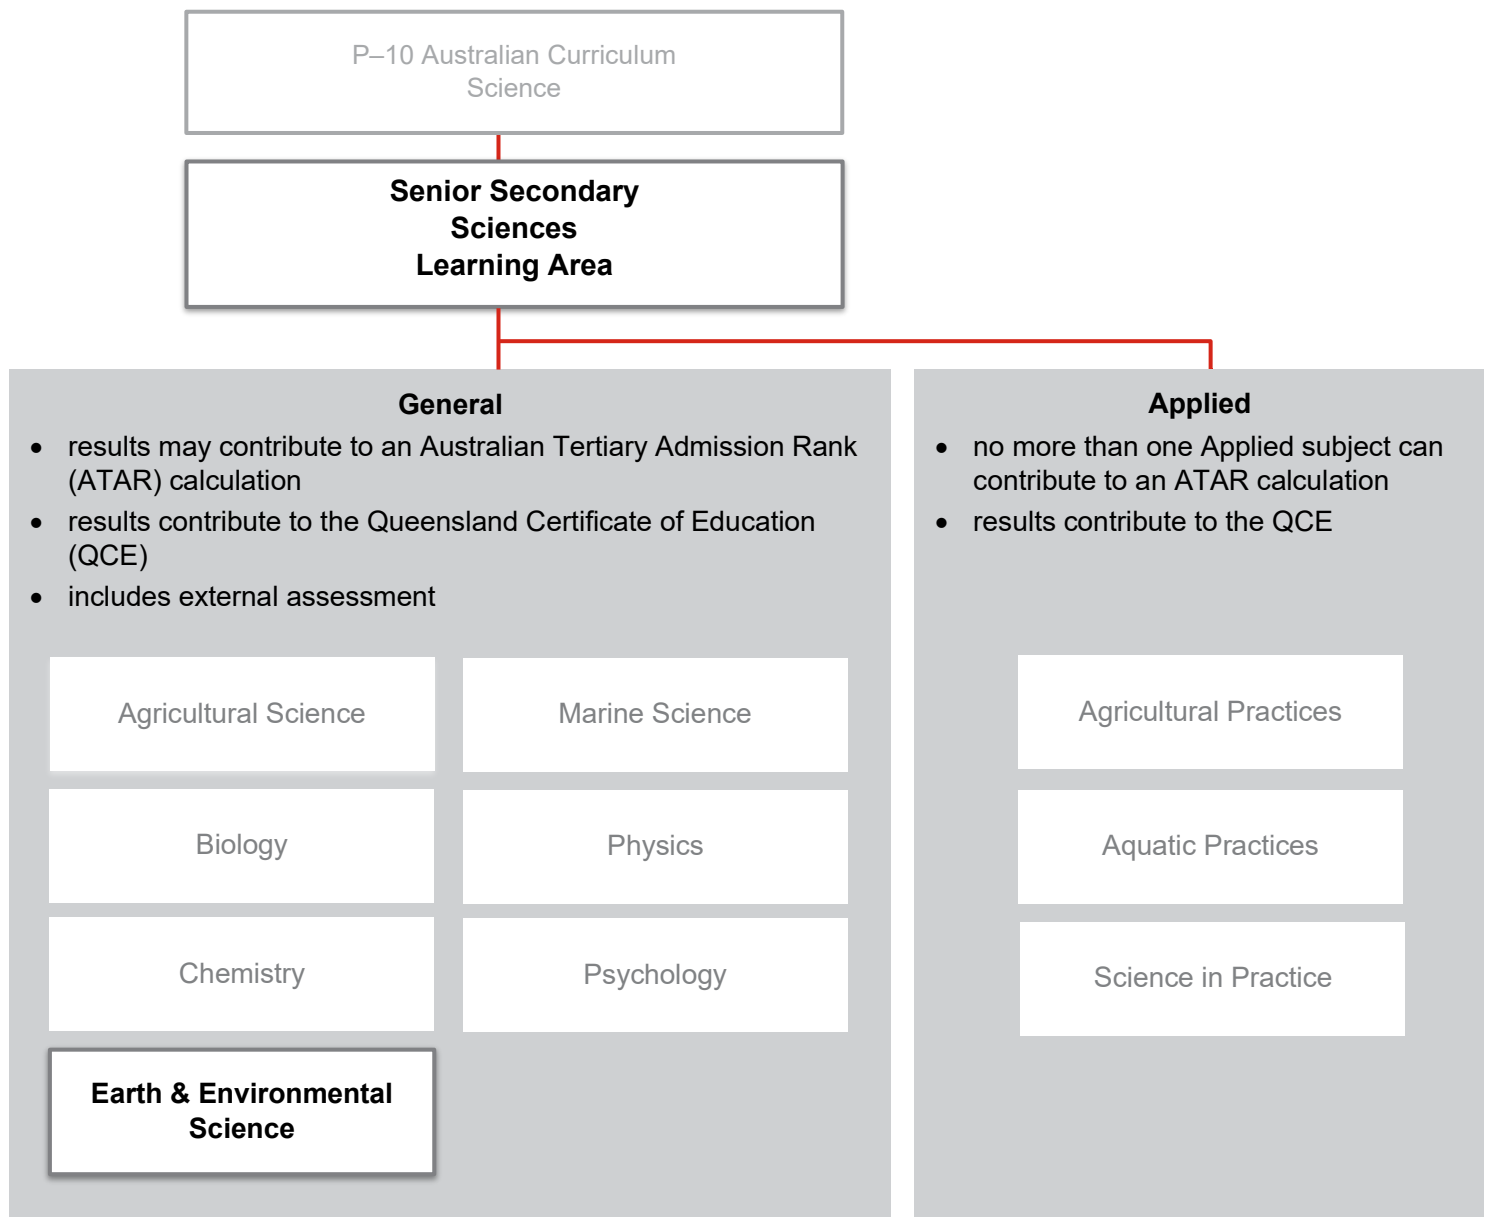 P–10 Australian Curriculum
Science
Senior Secondary
Sciences
Learning Area
General
• results may contribute to an Australian Tertiary Admission Rank
(ATAR) calculation
• results contribute to the Queensland Certificate of Education
(QCE)
• includes external assessment
Agricultural Science
Marine Science
Biology
Physics
Chemistry
Psychology
Earth & Environmental
Science
Applied
• no more than one Applied subject can
contribute to an ATAR calculation
• results contribute to the QCE
Agricultural Practices
Aquatic Practices
Science in Practice